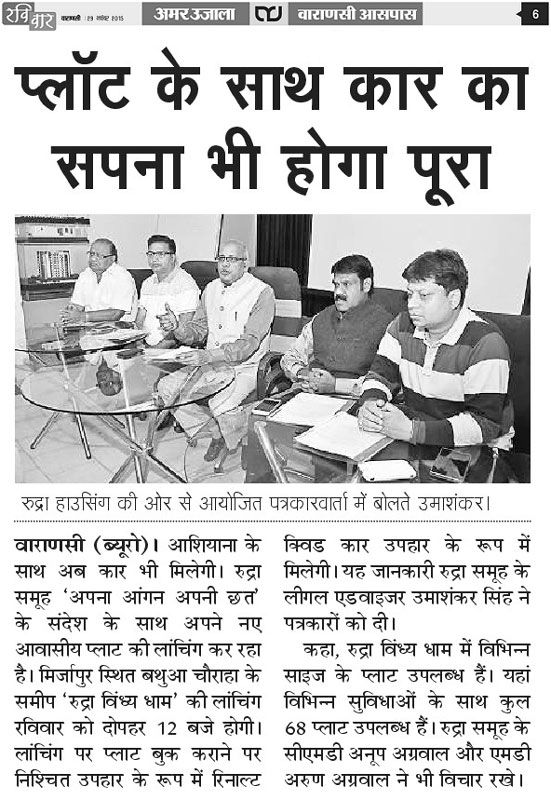 रविवार
वाराणसी | 29 नवंबर 2015
अमर उजाला
वाराणसी आसपास
6
प्लॉट के साथ कार का
सपना भी होगा पूरा
रुद्रा हाउसिंग की ओर से आयोजित पत्रकारवार्ता में बोलते उमाशंकर।
वाराणसी (ब्यूरो)। आशियाना के
साथ अब कार भी मिलेगी। रुद्रा
समूह ‘अपना आंगन अपनी छत’
के संदेश के साथ अपने नए
आवासीय प्लाट की लांचिंग कर रहा
है। मिर्जापुर स्थित बथुआ चौराहा के
समीप ‘रुद्रा विंध्य धाम’ की लांचिंग
रविवार को दोपहर 12 बजे होगी।
लांचिंग पर प्लाट बुक कराने पर
निश्चित उपहार के रूप में रिनाल्ट
क्विड कार उपहार के रूप में
मिलेगी। यह जानकारी रुद्रा समूह के
लीगल एडवाइजर उमाशंकर सिंह ने
पत्रकारों को दी।
कहा, रुद्रा विंध्य धाम में विभिन्न
साइज के प्लाट उपलब्ध हैं। यहां
विभिन्न सुविधाओं के साथ कुल
68 प्लाट उपलब्ध हैं। रुद्रा समूह के
सीएमडी अनूप अग्रवाल और एमडी
अरुण अग्रवाल ने भी विचार रखे।